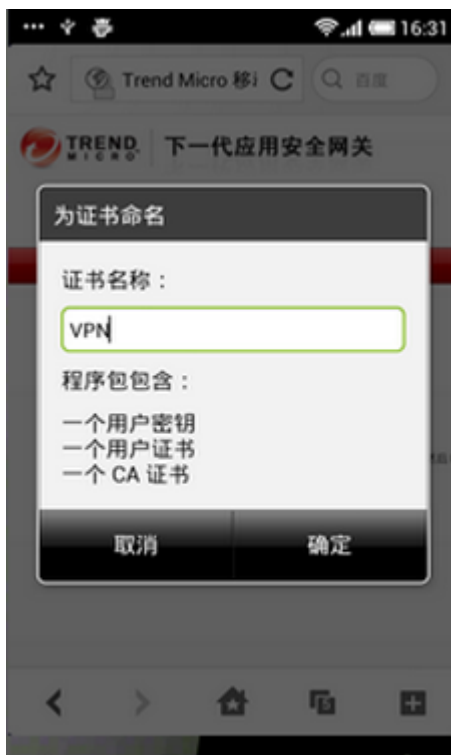 16:31
Trend Micro 移
百度
TREND
MICRO
下一代应用安全网关
为证书命名
证书名称：
VPN
程序包包含：
一个用户密钥
一个用户证书
一个 CA 证书
取消
确定
5